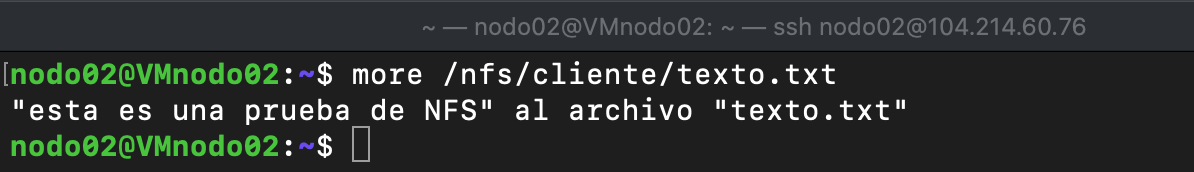 ~ — nodo02@VMnodo02: ~ — ssh nodo02@104.214.60.76
[nodo02@VMnodo02:~$ more /nfs/cliente/texto.txt
"esta es una prueba de NFS" al archivo "texto.txt"
nodo02@VMnodo02:~$